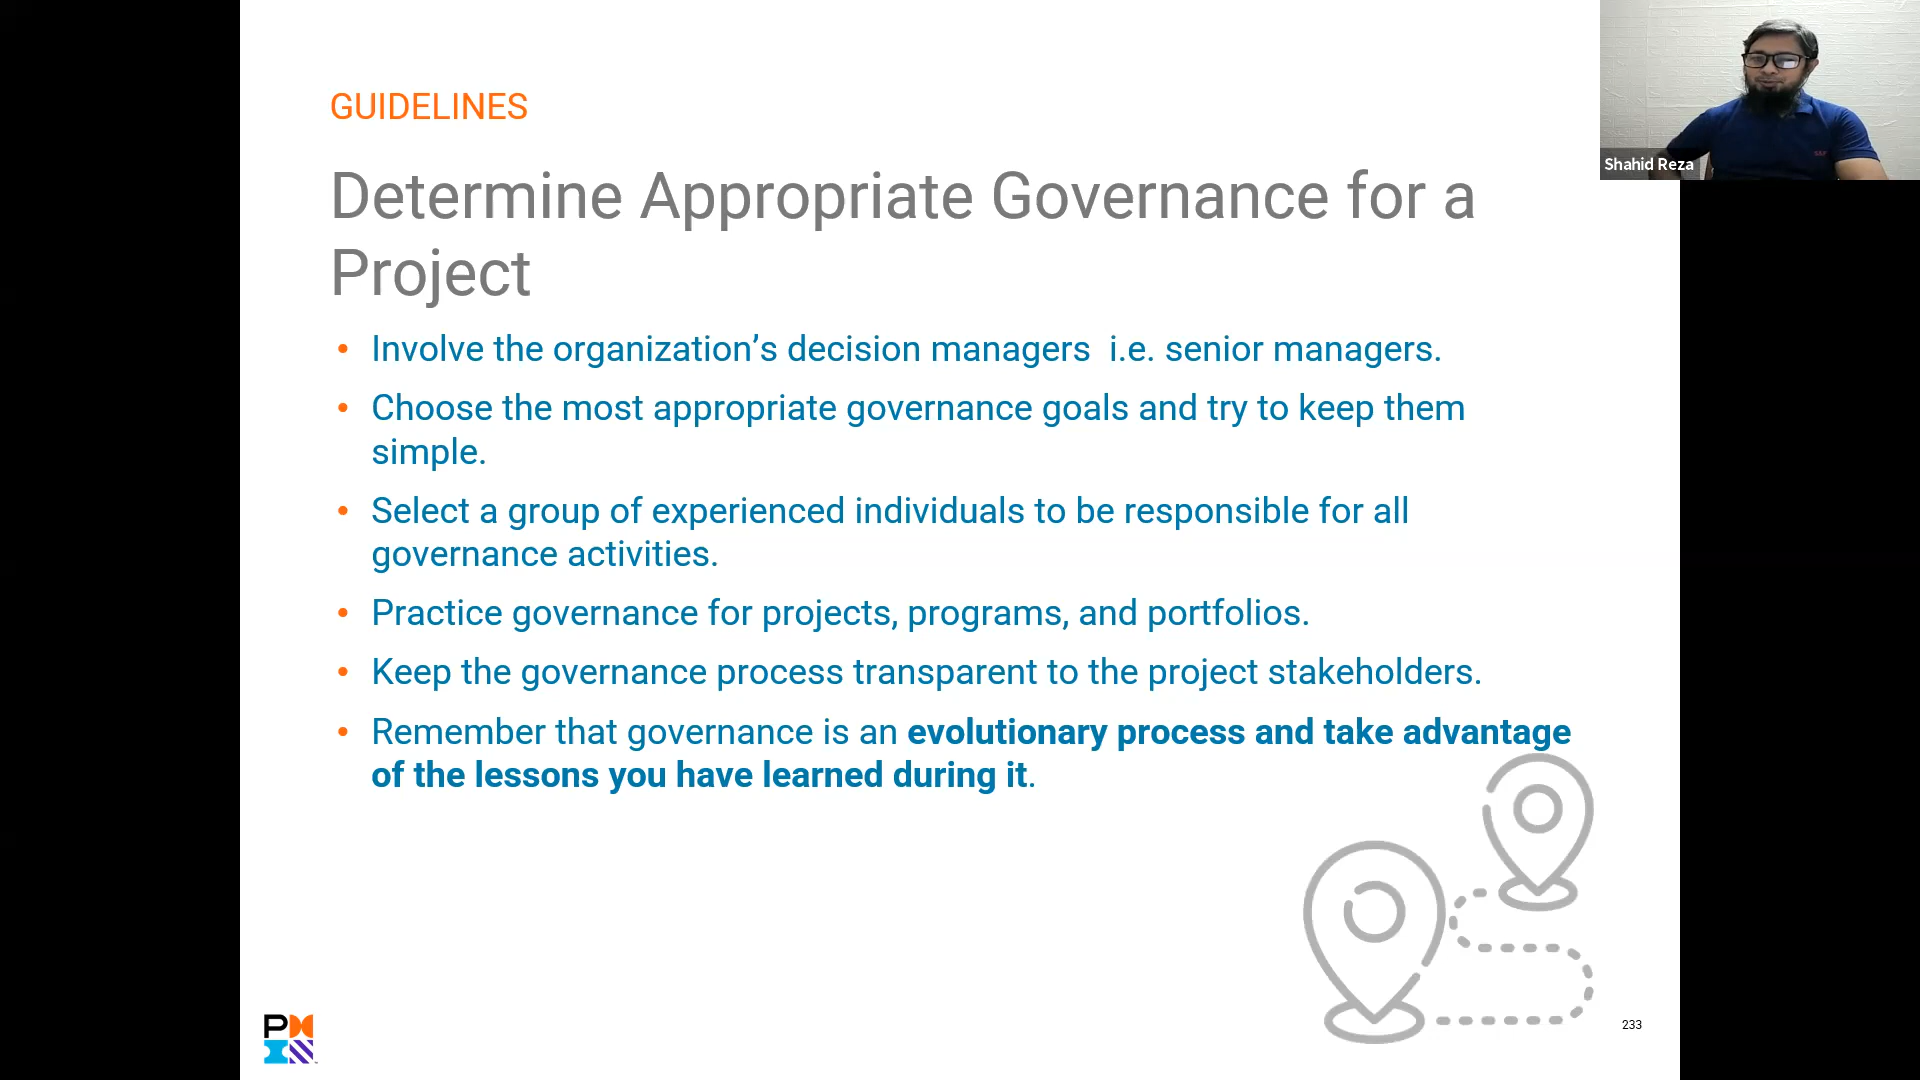 GUIDELINES
Determine Appropriate Governance for a
Project
• Involve the organization’s decision managers  i.e. senior managers.
• Choose the most appropriate governance goals and try to keep them
simple.
• Select a group of experienced individuals to be responsible for all
governance activities.
• Practice governance for projects, programs, and portfolios.
• Keep the governance process transparent to the project stakeholders.
• Remember that governance is an evolutionary process and take advantage
of the lessons you have learned during it.
Shahid Reza
233